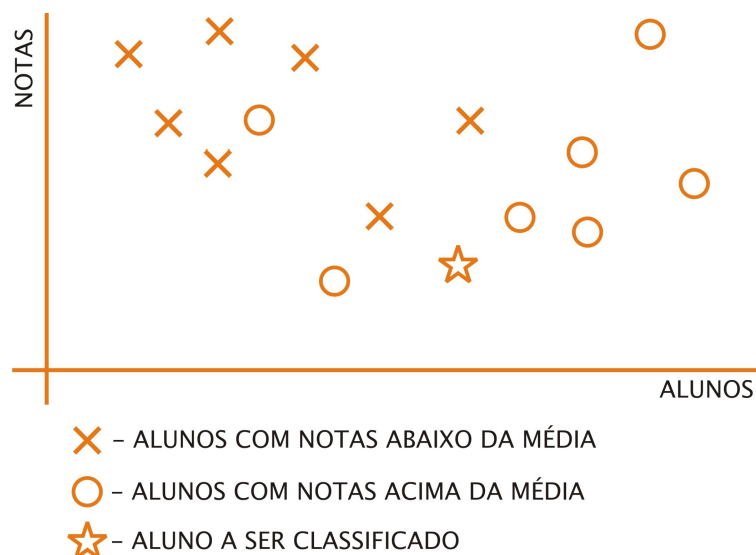 NOTAS
ALUNOS
– ALUNOS COM NOTAS ABAIXO DA MÉDIA
– ALUNOS COM NOTAS ACIMA DA MÉDIA
– ALUNO A SER CLASSIFICADO